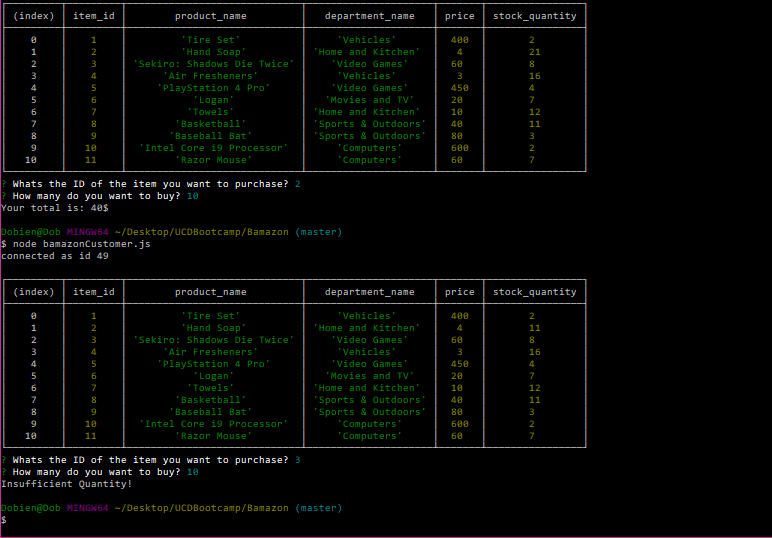 (index) item_id product_name department_name price stock_quantity
0 1 'Tire Set' 'Vehicles' 400 2
1 2 'Hand Soap' 'Home and Kitchen' 4 21
2 3 'Sekiro: Shadows Die Twice' 'Video Games' 60 8
3 4 'Air Fresheners' 'Vehicles' 3 16
4 5 'PlayStation 4 Pro' 'Video Games' 450 4
5 6 'Logan' 'Movies and TV' 20 7
6 7 'Towels' 'Home and Kitchen' 10 12
7 8 'Basketball' 'Sports & Outdoors' 40 11
8 9 'Baseball Bat' 'Sports & Outdoors' 80 3
9 10 'Intel Core i9 Processor' 'Computers' 600 2
10 11 'Razor Mouse' 'Computers' 60 7
? Whats the ID of the item you want to purchase? 2
? How many do you want to buy? 10
Your total is: 40$
Dobien@Dob MINGW64 ~/Desktop/UCDBootcamp/Bamazon (master)
$ node bamazonCustomer.js
connected as id 49
(index) item_id product_name department_name price stock_quantity
0 1 'Tire Set' 'Vehicles' 400 2
1 2 'Hand Soap' 'Home and Kitchen' 4 11
2 3 'Sekiro: Shadows Die Twice' 'Video Games' 60 8
3 4 'Air Fresheners' 'Vehicles' 3 16
4 5 'PlayStation 4 Pro' 'Video Games' 450 4
5 6 'Logan' 'Movies and TV' 20 7
6 7 'Towels' 'Home and Kitchen' 10 12
7 8 'Basketball' 'Sports & Outdoors' 40 11
8 9 'Baseball Bat' 'Sports & Outdoors' 80 3
9 10 'Intel Core i9 Processor' 'Computers' 600 2
10 11 'Razor Mouse' 'Computers' 60 7
? Whats the ID of the item you want to purchase? 3
? How many do you want to buy? 10
Insufficient Quantity!
Dobien@Dob MINGW64 ~/Desktop/UCDBootcamp/Bamazon (master)
$